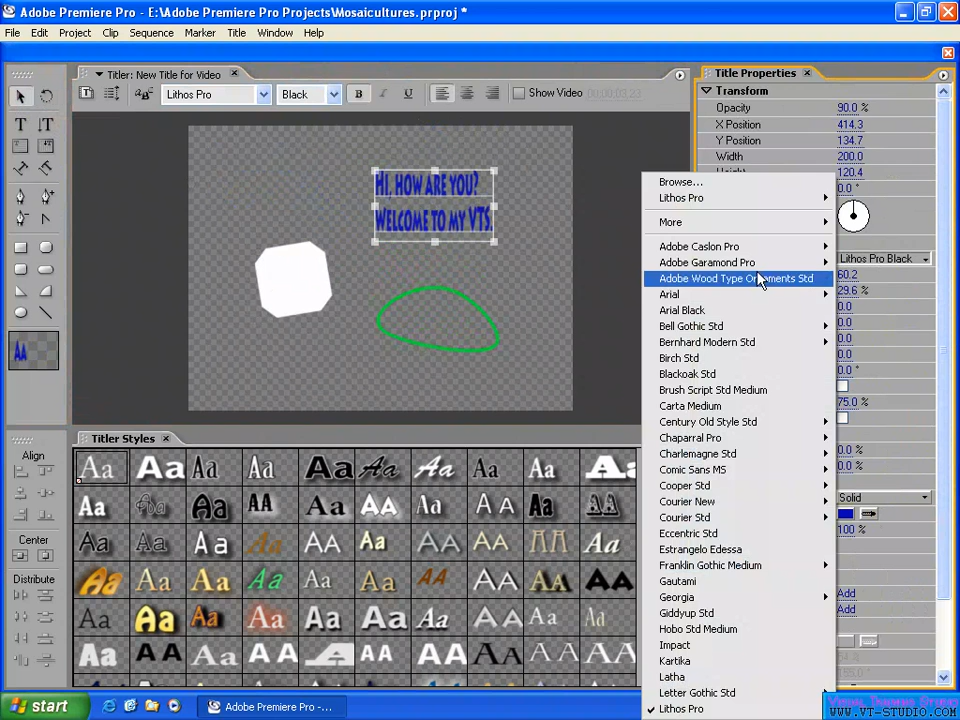 Adobe Premiere Pro - E:\Adobe Premiere Pro Projects\Mosaicultures.prproj *
File Edit Project Clip Sequence Marker Title Window Help
Titler: New Title for Video
Lithos Pro Black B I U Show Video 00:00:03:23
HI, HOW ARE YOU?
WELCOME TO MY VTS.
Titler Styles
Align
Center
Distribute
Title Properties
Transform
Opacity 90.0 %
X Position 414.3
Y Position 134.7
Width 200.0
Height 120.4
0.0 °
Lithos Pro Black
60.2
29.6 %
0.0
0.0
0.0
0.0
0.0
0.0 °
75.0 %
0.0 %
0.0 %
Solid
100 %
Add
Add
Browse...
Lithos Pro
More
Adobe Caslon Pro
Adobe Garamond Pro
Adobe Wood Type Ornaments Std
Arial
Arial Black
Bell Gothic Std
Bernhard Modern Std
Birch Std
Blackoak Std
Brush Script Std Medium
Carta Medium
Century Old Style Std
Chaparral Pro
Charlemagne Std
Comic Sans MS
Cooper Std
Courier New
Courier Std
Eccentric Std
Estrangelo Edessa
Franklin Gothic Medium
Gautami
Georgia
Giddyup Std
Hobo Std Medium
Impact
Kartika
Latha
Letter Gothic Std
Lithos Pro
start
Adobe Premiere Pro -...
WWW.VT-STUDIO.COM